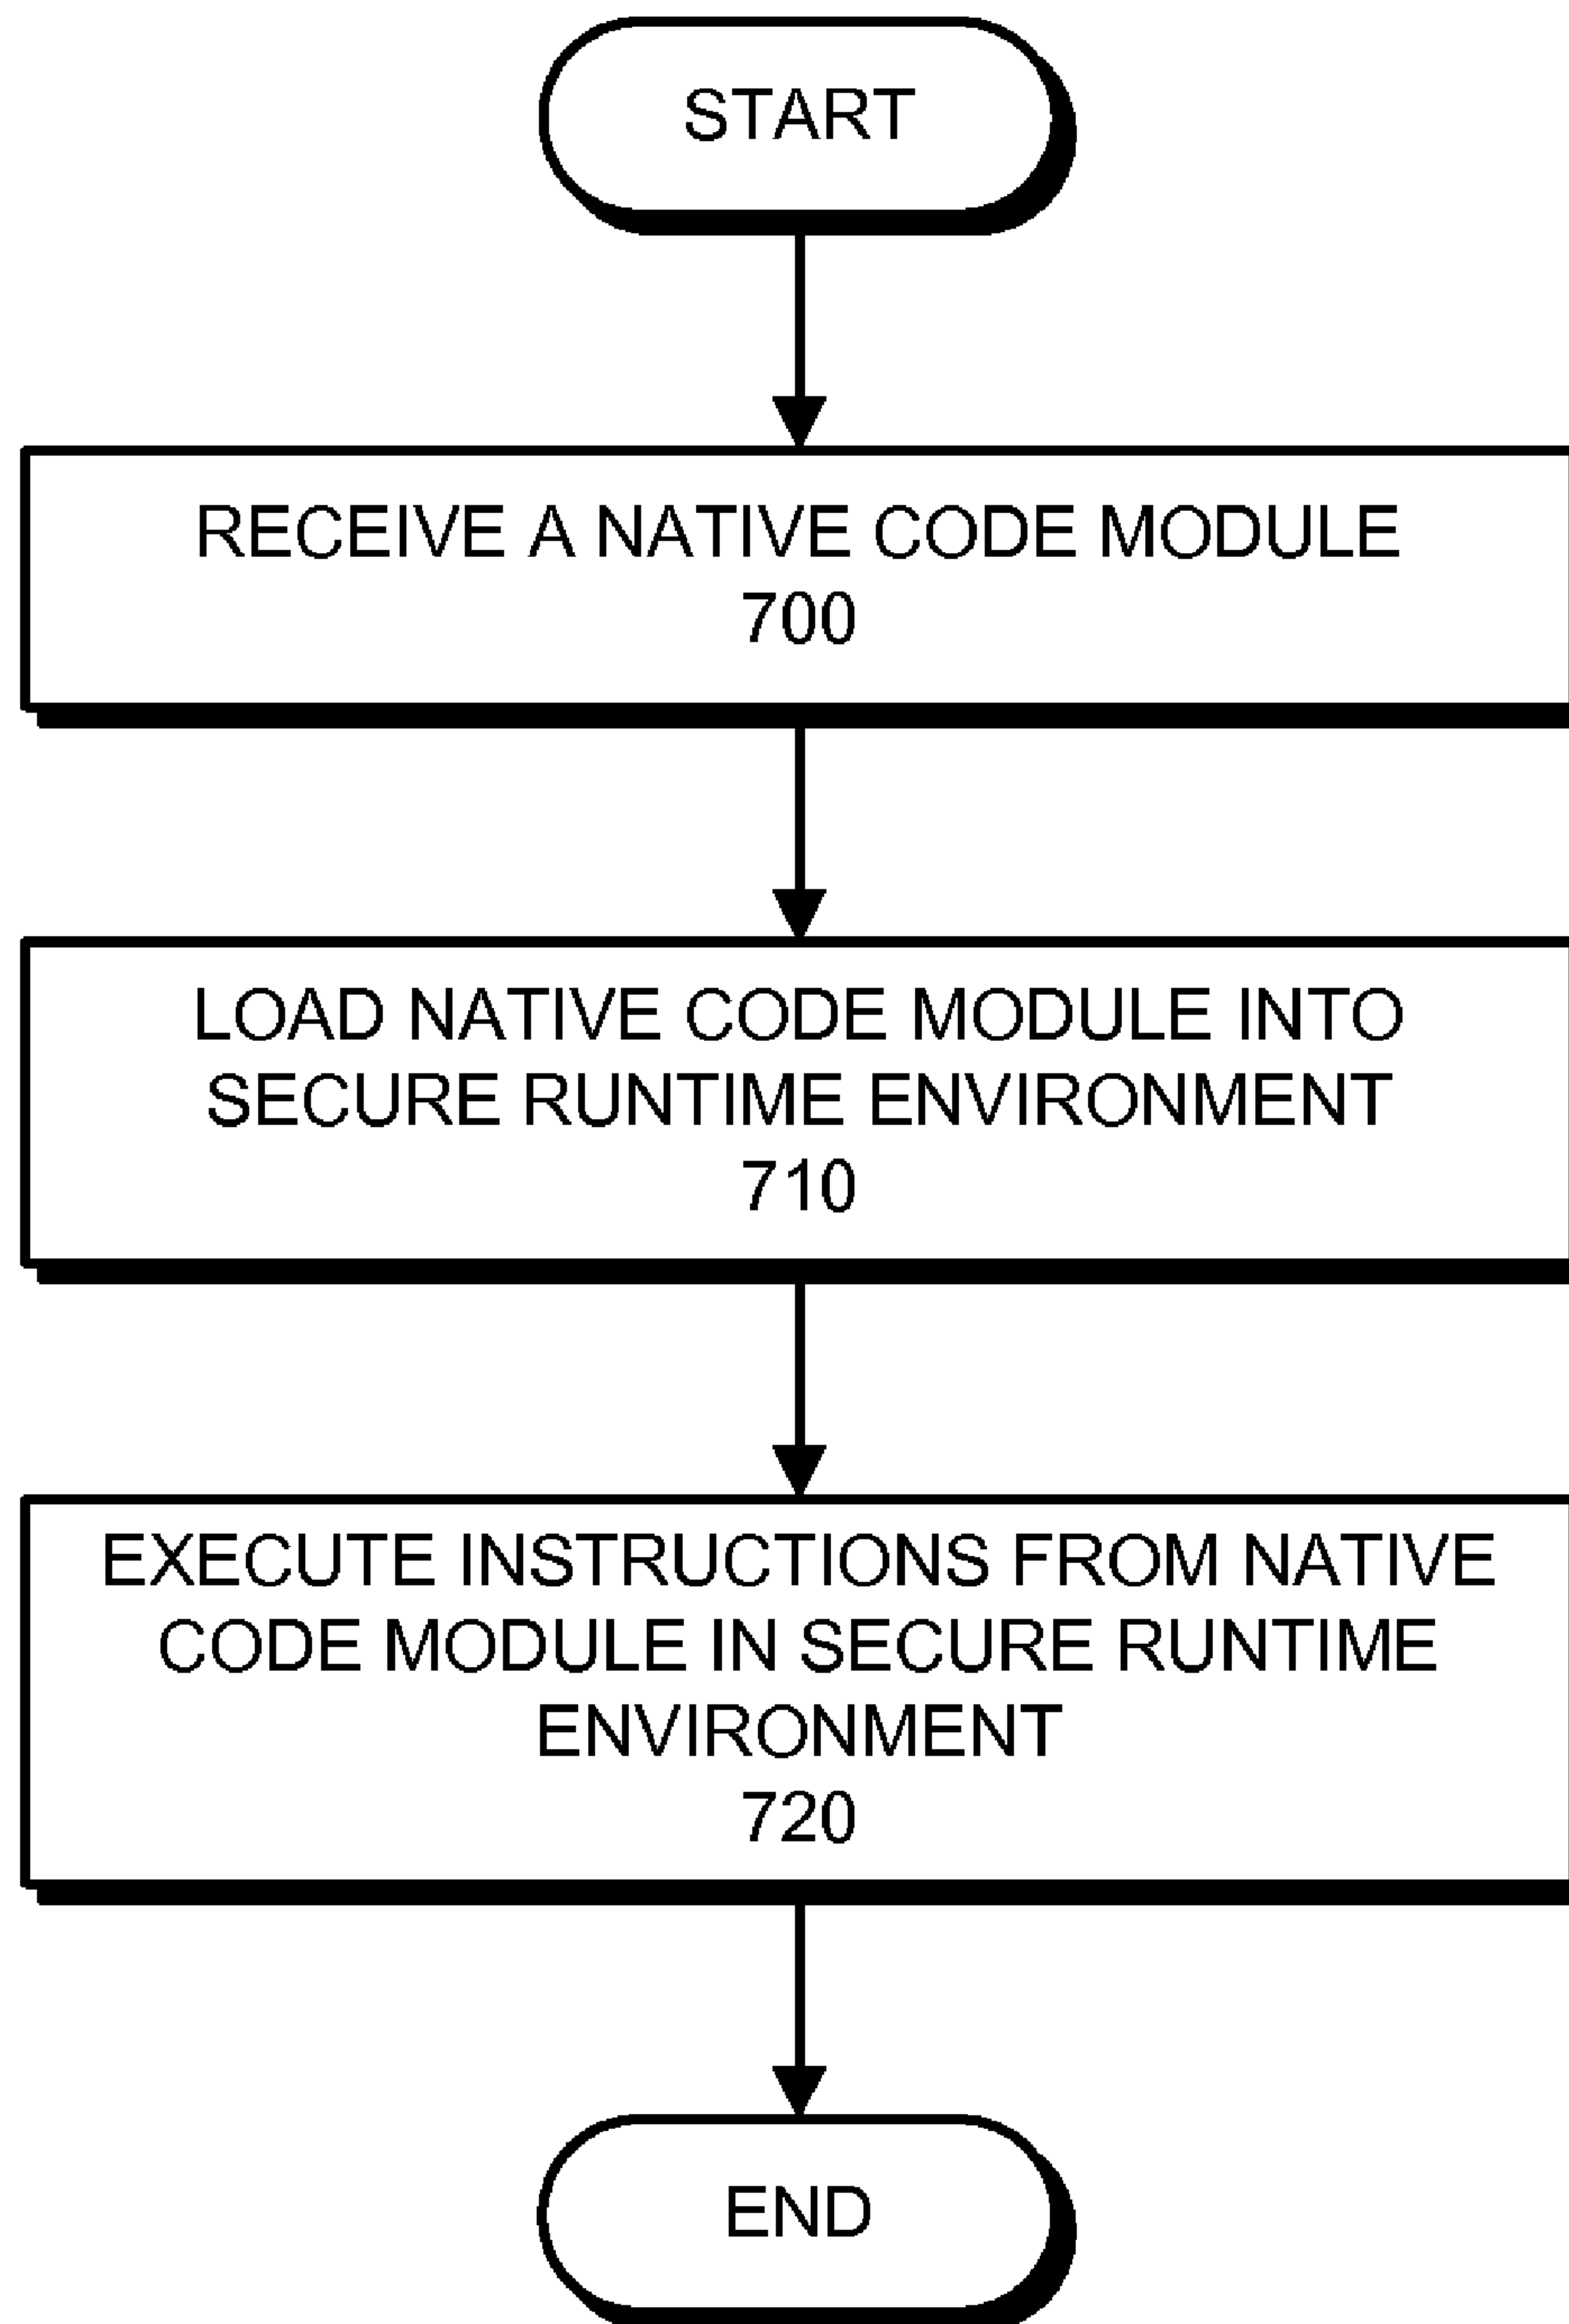 START
RECEIVE A NATIVE CODE MODULE
700
LOAD NATIVE CODE MODULE INTO
SECURE RUNTIME ENVIRONMENT
710
EXECUTE INSTRUCTIONS FROM NATIVE
CODE MODULE IN SECURE RUNTIME
ENVIRONMENT
720
END